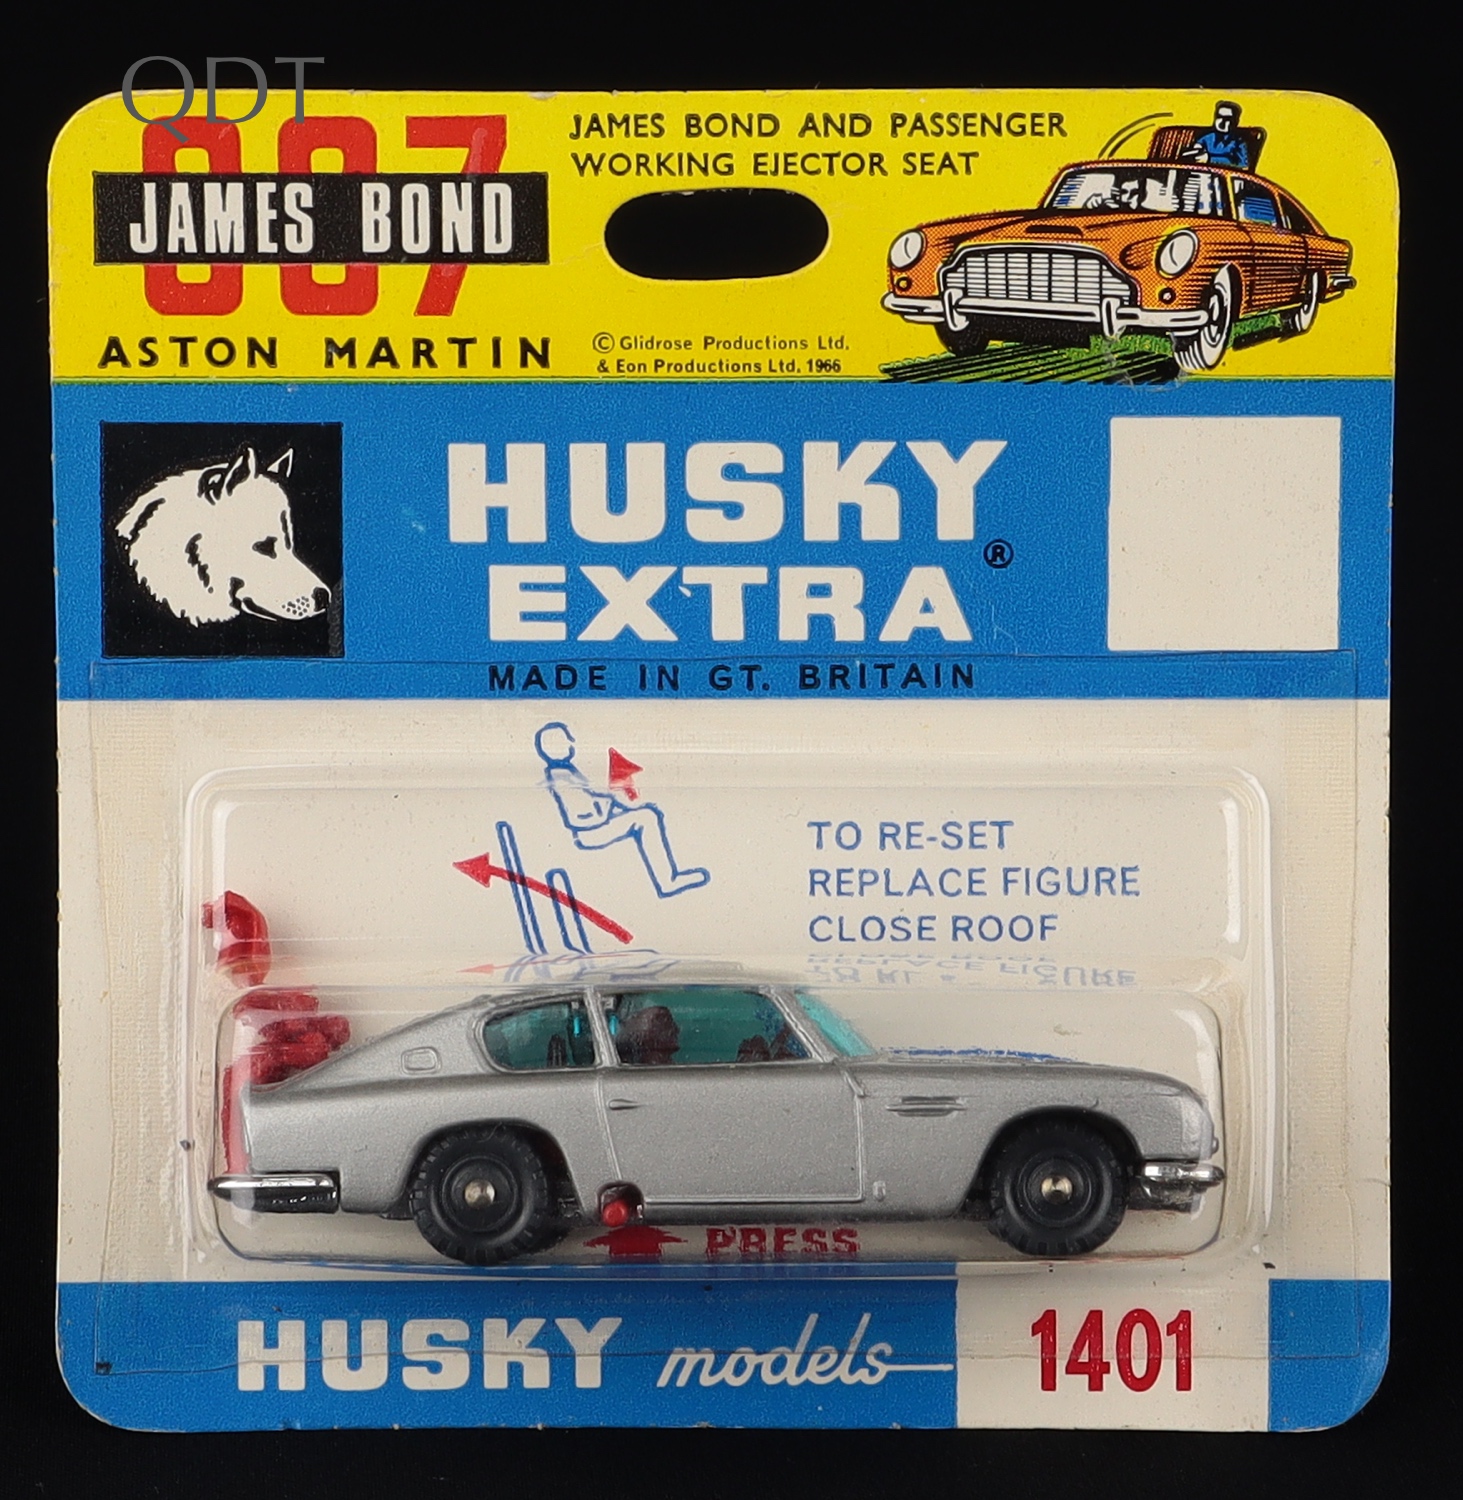 QDT
007
JAMES BOND
ASTON MARTIN
JAMES BOND AND PASSENGER
WORKING EJECTOR SEAT
© Glidrose Productions Ltd.
& Eon Productions Ltd. 1966
HUSKY
EXTRA®
MADE IN GT. BRITAIN
TO RE-SET
REPLACE FIGURE
CLOSE ROOF
PRESS
HUSKY models
1401